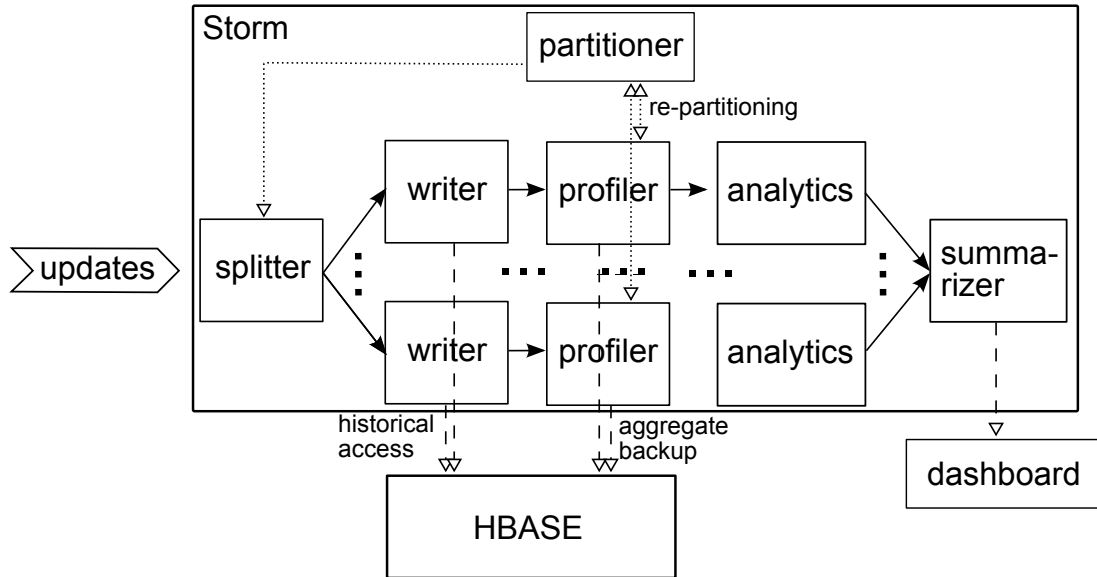 Storm
partitioner
re-partitioning
writer
profiler
analytics
updates
splitter
summa-
rizer
writer
profiler
analytics
historical
access
aggregate
backup
dashboard
HBASE